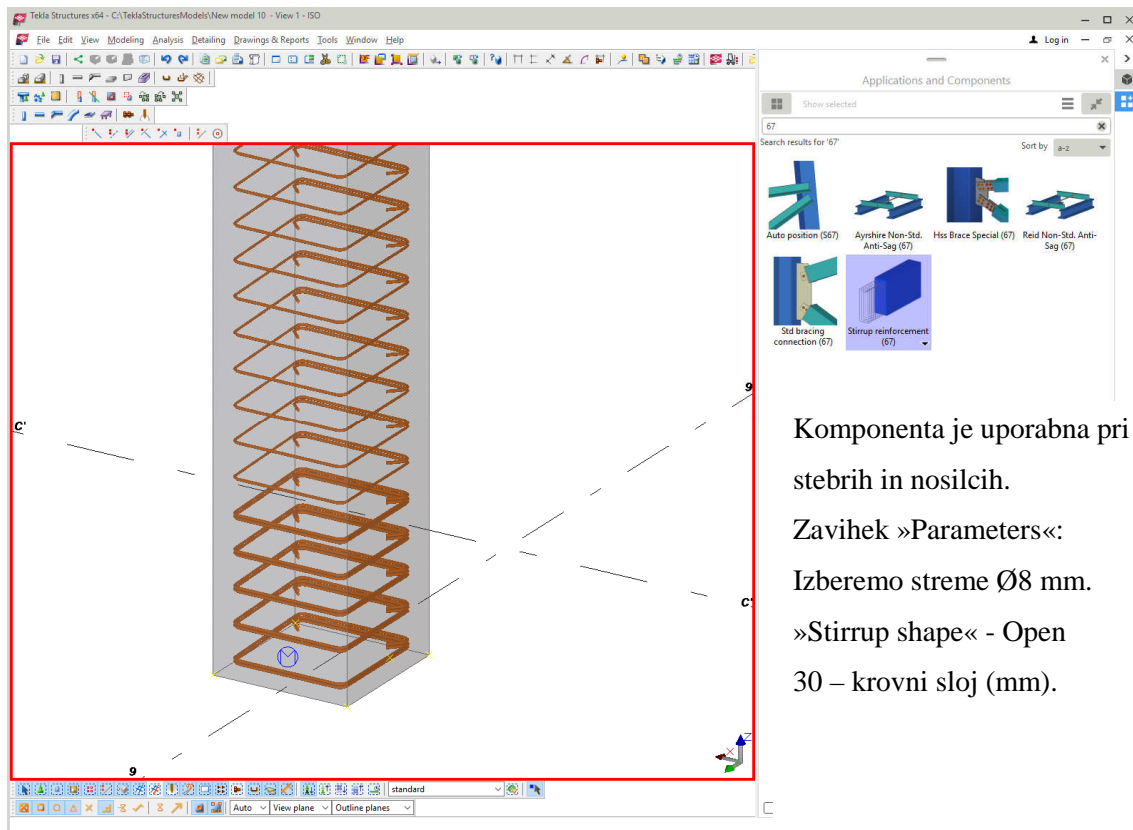 Tekla Structures x64 - C:\TeklaStructuresModels\New model 10 - View 1 - ISO
File Edit View Modeling Analysis Detailing Drawings & Reports Tools Window Help
Log in
Applications and Components
Show selected
67
Search results for '67'
Sort by a-z
Auto position (S67)
Ayrshire Non-Std. Anti-Sag (67)
Hss Brace Special (67)
Reid Non-Std. Anti-Sag (67)
Std bracing connection (67)
Stirrup reinforcement (67)
C'
9
C'
9
Z
X
M
Komponenta je uporabna pri
stebrih in nosilcih.
Zavihek »Parameters«:
Izberemo streme Ø8 mm.
»Stirrup shape« - Open
30 – krovni sloj (mm).
standard
Auto
View plane
Outline planes